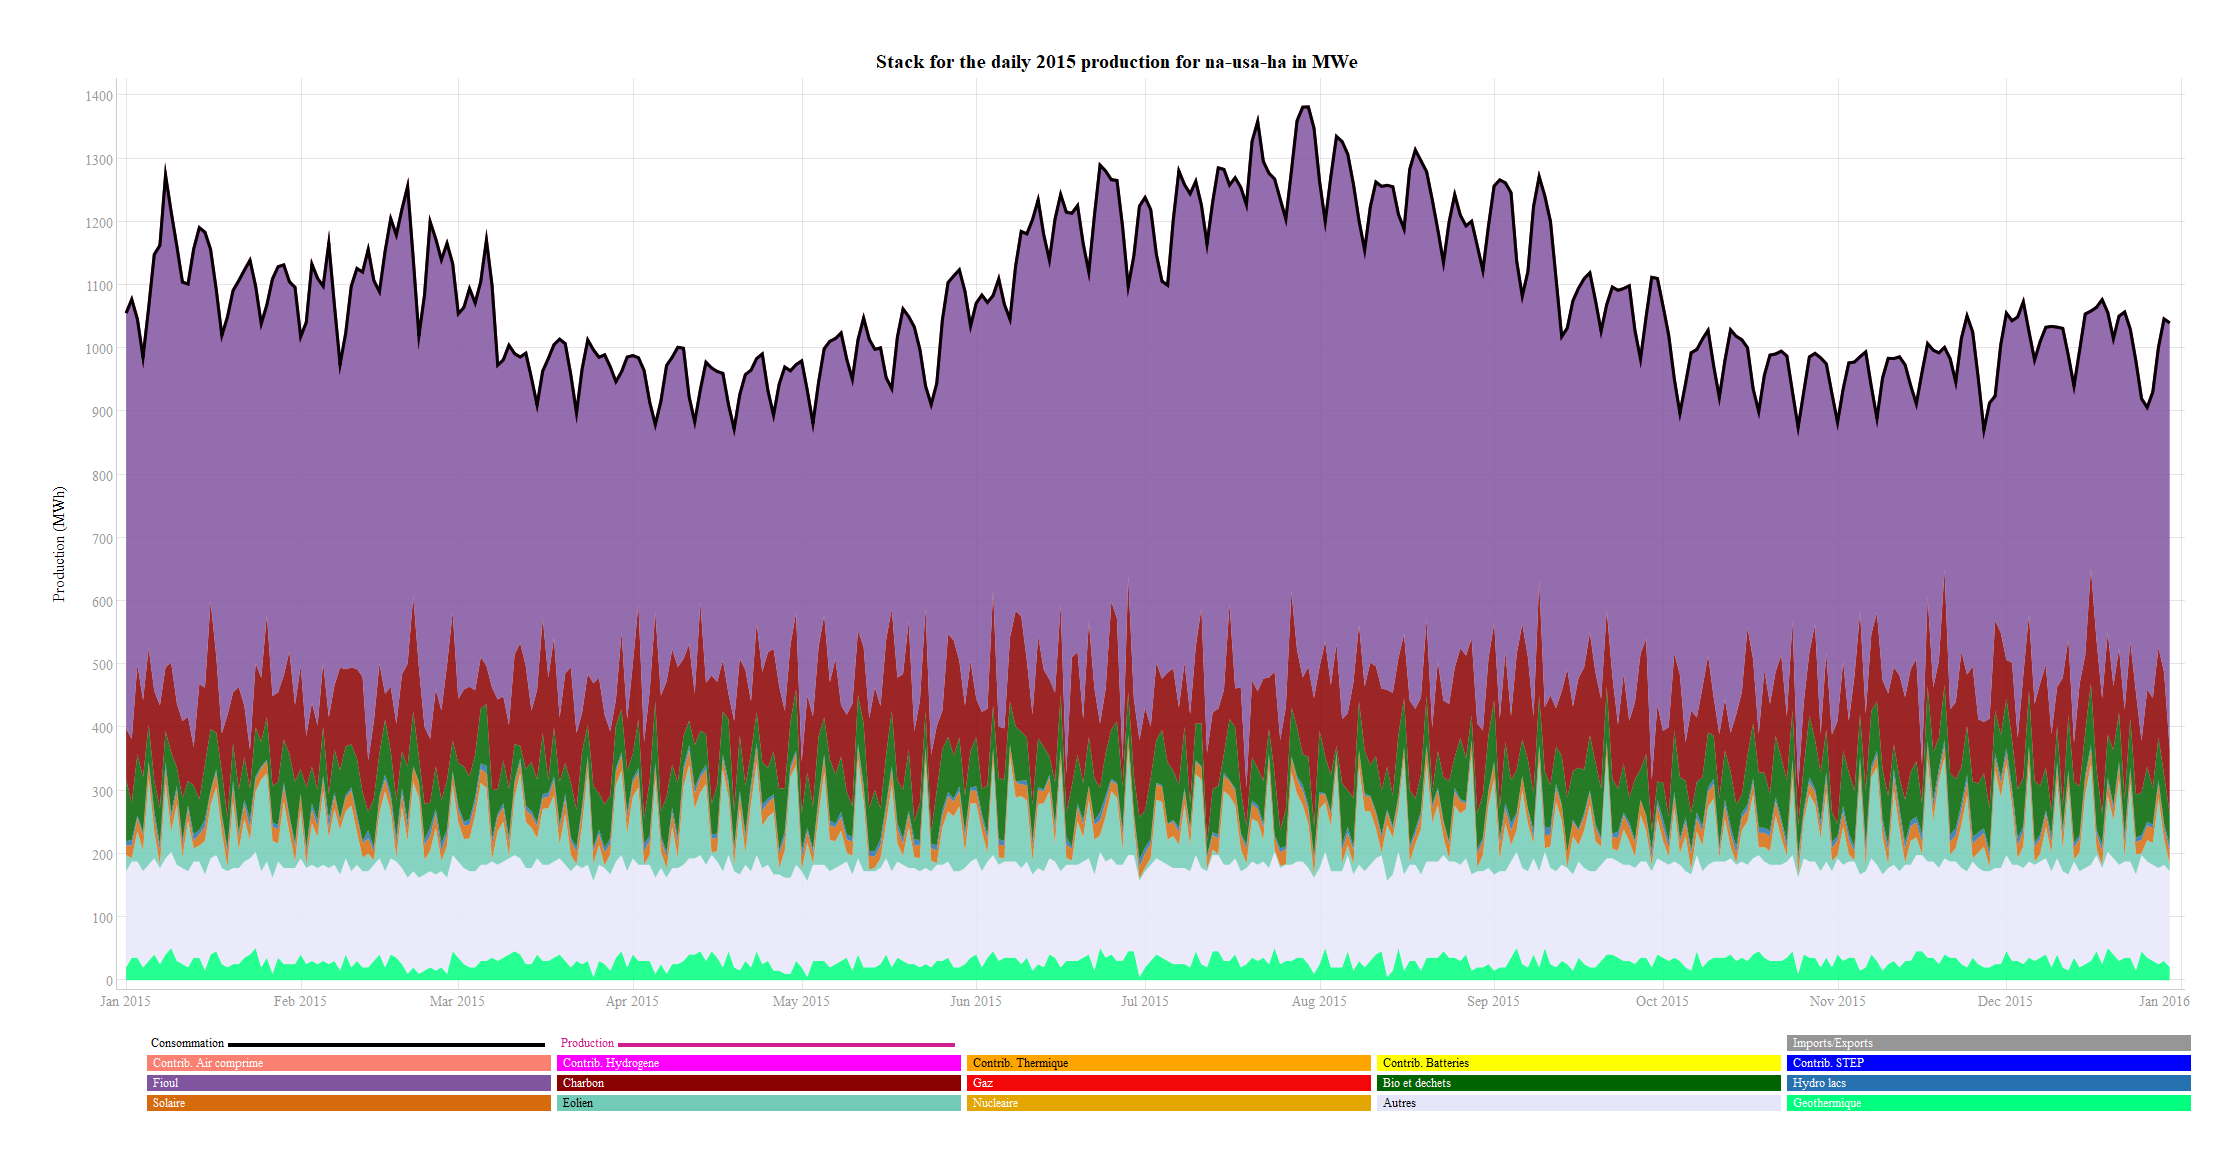 Stack for the daily 2015 production for na-usa-ha in MWe
Production (MWh)
1400
1300
1200
1100
1000
900
800
700
600
500
400
300
200
100
0
Jan 2015 Feb 2015 Mar 2015 Apr 2015 May 2015 Jun 2015 Jul 2015 Aug 2015 Sep 2015 Oct 2015 Nov 2015 Dec 2015 Jan 2016
Consommation Production Imports/Exports
Contrib. Air comprime Contrib. Hydrogene Contrib. Thermique Contrib. Batteries Contrib. STEP
Fioul Charbon Gaz Bio et dechets Hydro lacs
Solaire Eolien Nucleaire Autres Geothermique